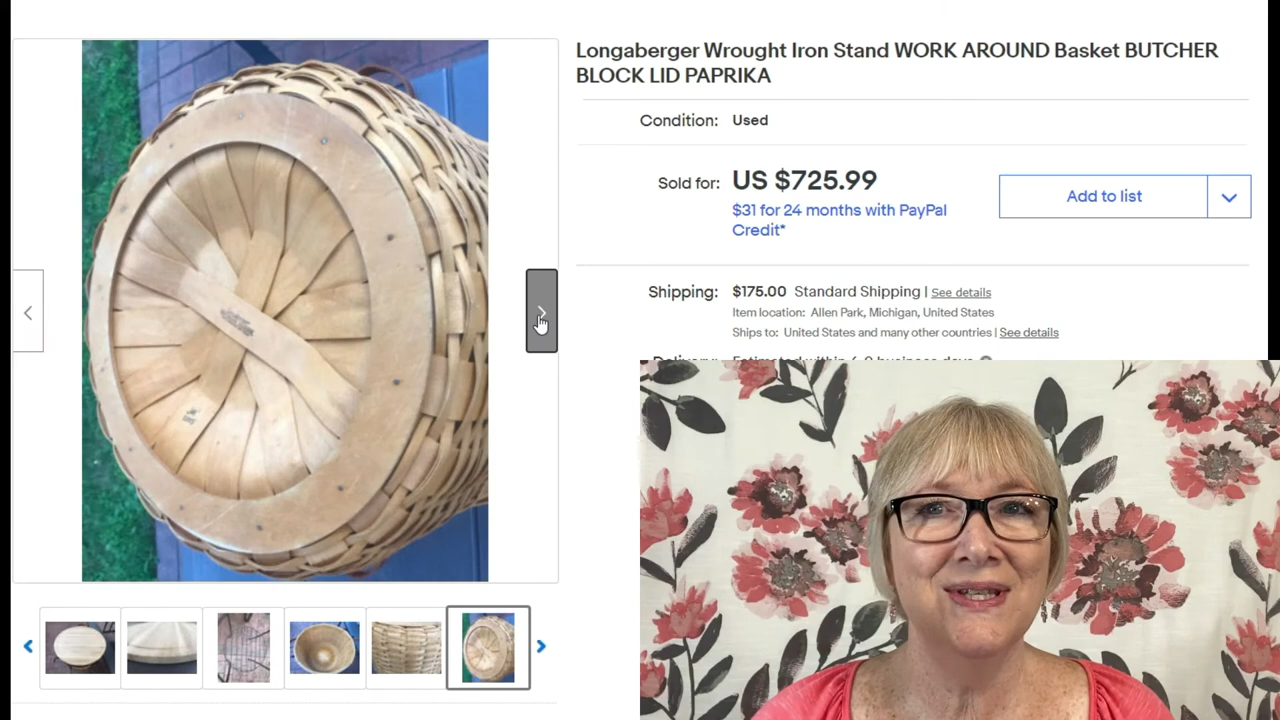 Longaberger Wrought Iron Stand WORK AROUND Basket BUTCHER
BLOCK LID PAPRIKA
Condition: Used
Sold for: US $725.99
$31 for 24 months with PayPal
Credit*
Add to list
Shipping: $175.00 Standard Shipping | See details
Item location: Allen Park, Michigan, United States
Ships to: United States and many other countries | See details